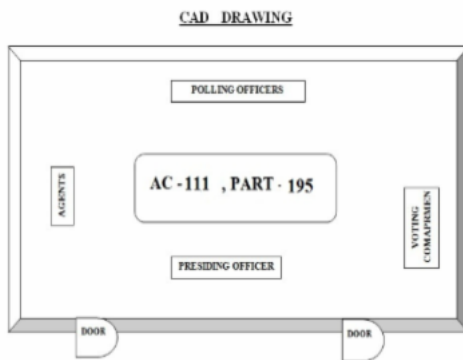 CAD DRAWING
POLLING OFFICERS
AC -111 , PART - 195
AGENTS
VOTING
COMAPRMEN
PRESIDING OFFICER
DOOR
DOOR